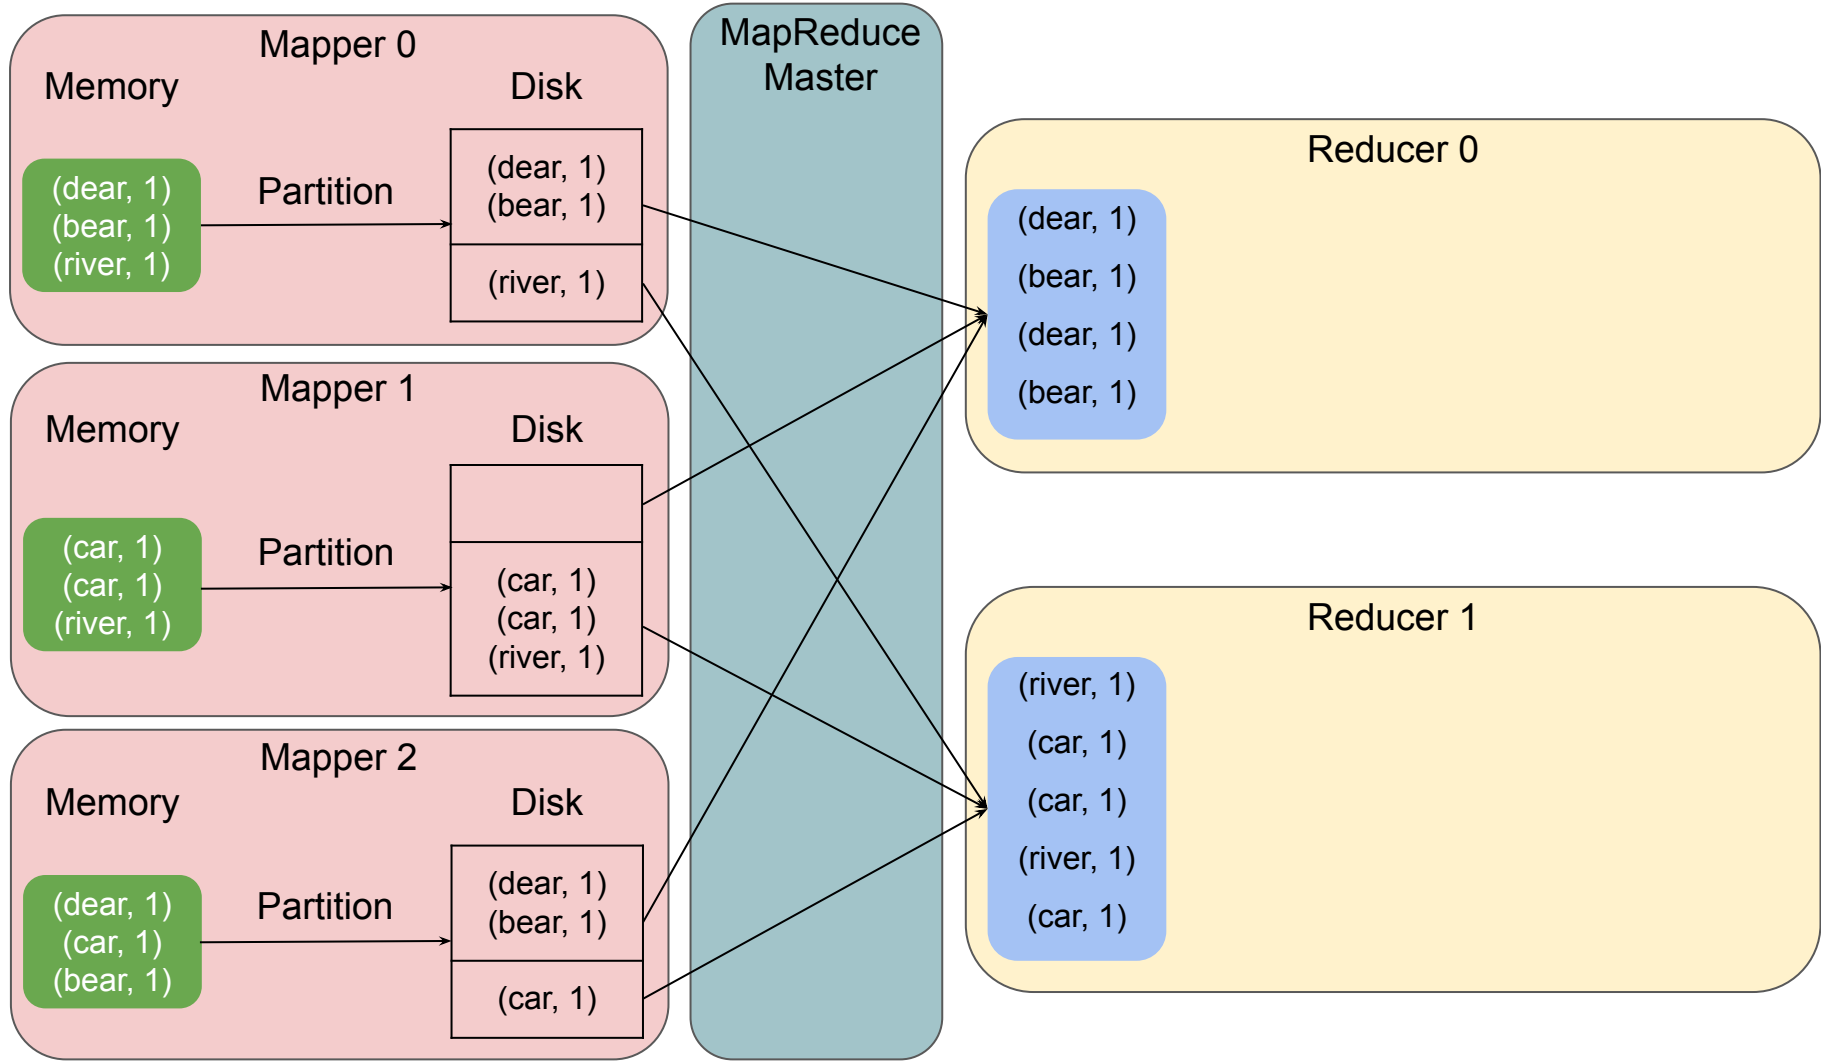 Mapper 0
Memory
Disk
(dear, 1)
(bear, 1)
(river, 1)
Partition
(dear, 1)
(bear, 1)
(river, 1)
Mapper 1
Memory
Disk
(car, 1)
(car, 1)
(river, 1)
Partition
(car, 1)
(car, 1)
(river, 1)
Mapper 2
Memory
Disk
(dear, 1)
(car, 1)
(bear, 1)
Partition
(dear, 1)
(bear, 1)
(car, 1)
MapReduce
Master
Reducer 0
(dear, 1)
(bear, 1)
(dear, 1)
(bear, 1)
Reducer 1
(river, 1)
(car, 1)
(car, 1)
(river, 1)
(car, 1)